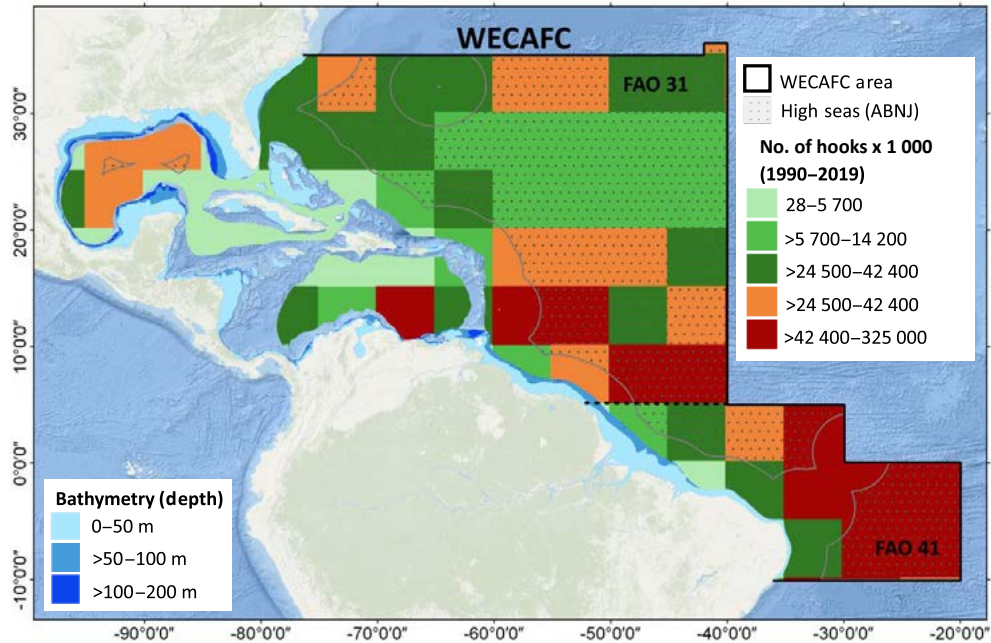 WECAFC
FAO 31
WECAFC area
High seas (ABNJ)
No. of hooks x 1 000
(1990–2019)
28–5 700
>5 700–14 200
>24 500–42 400
>24 500–42 400
>42 400–325 000
30°0'0"
20°0'0"
10°0'0"
0°0'0"
-10°0'0"
Bathymetry (depth)
0–50 m
>50–100 m
>100–200 m
FAO 41
-90°0'0" -80°0'0" -70°0'0" -60°0'0" -50°0'0" -40°0'0" -30°0'0" -20°0'0"